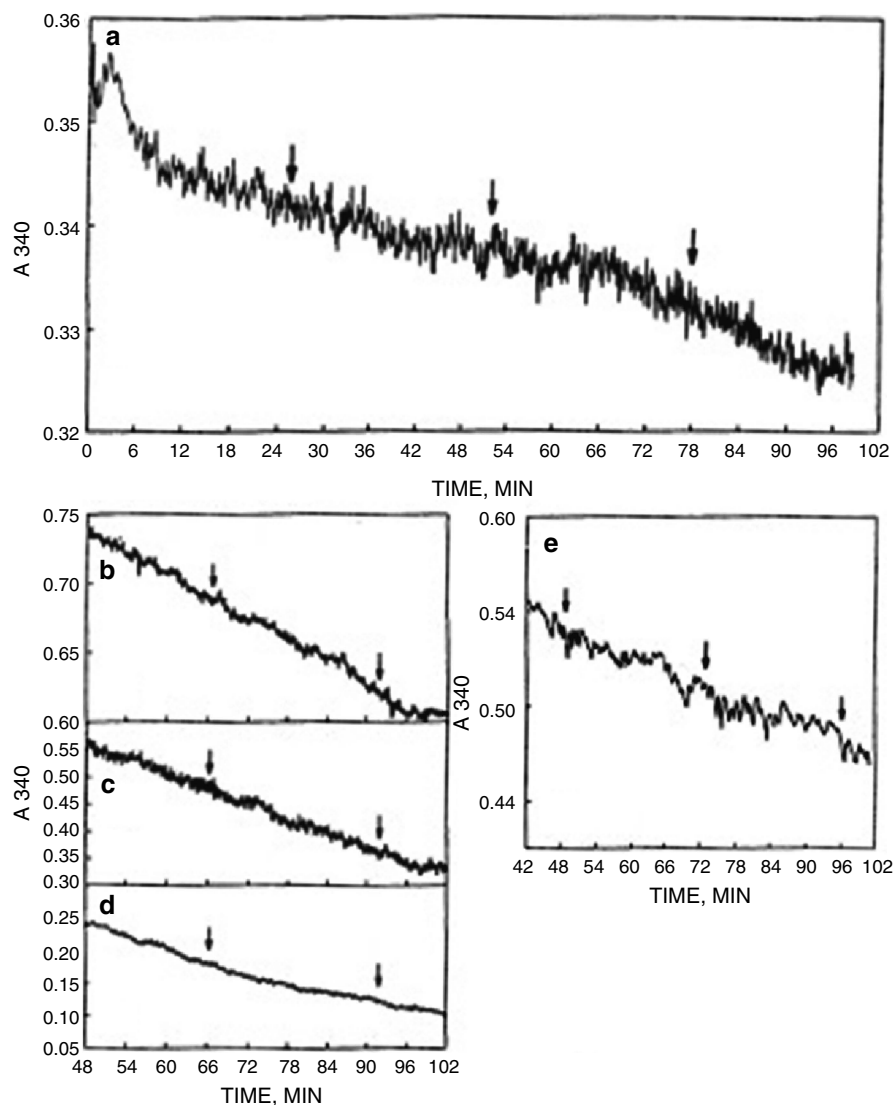 a
0.36
0.35
0.34
0.33
0.32
A 340
0 6 12 18 24 30 36 42 48 54 60 66 72 78 84 90 96 102
TIME, MIN
b
0.75
0.70
0.65
0.60
c
0.55
0.50
0.45
0.40
0.35
0.30
A 340
d
0.25
0.20
0.15
0.10
0.05
48 54 60 66 72 78 84 90 96 102
TIME, MIN
e
0.60
0.54
0.50
0.44
A 340
42 48 54 60 66 72 78 84 90 96 102
TIME, MIN